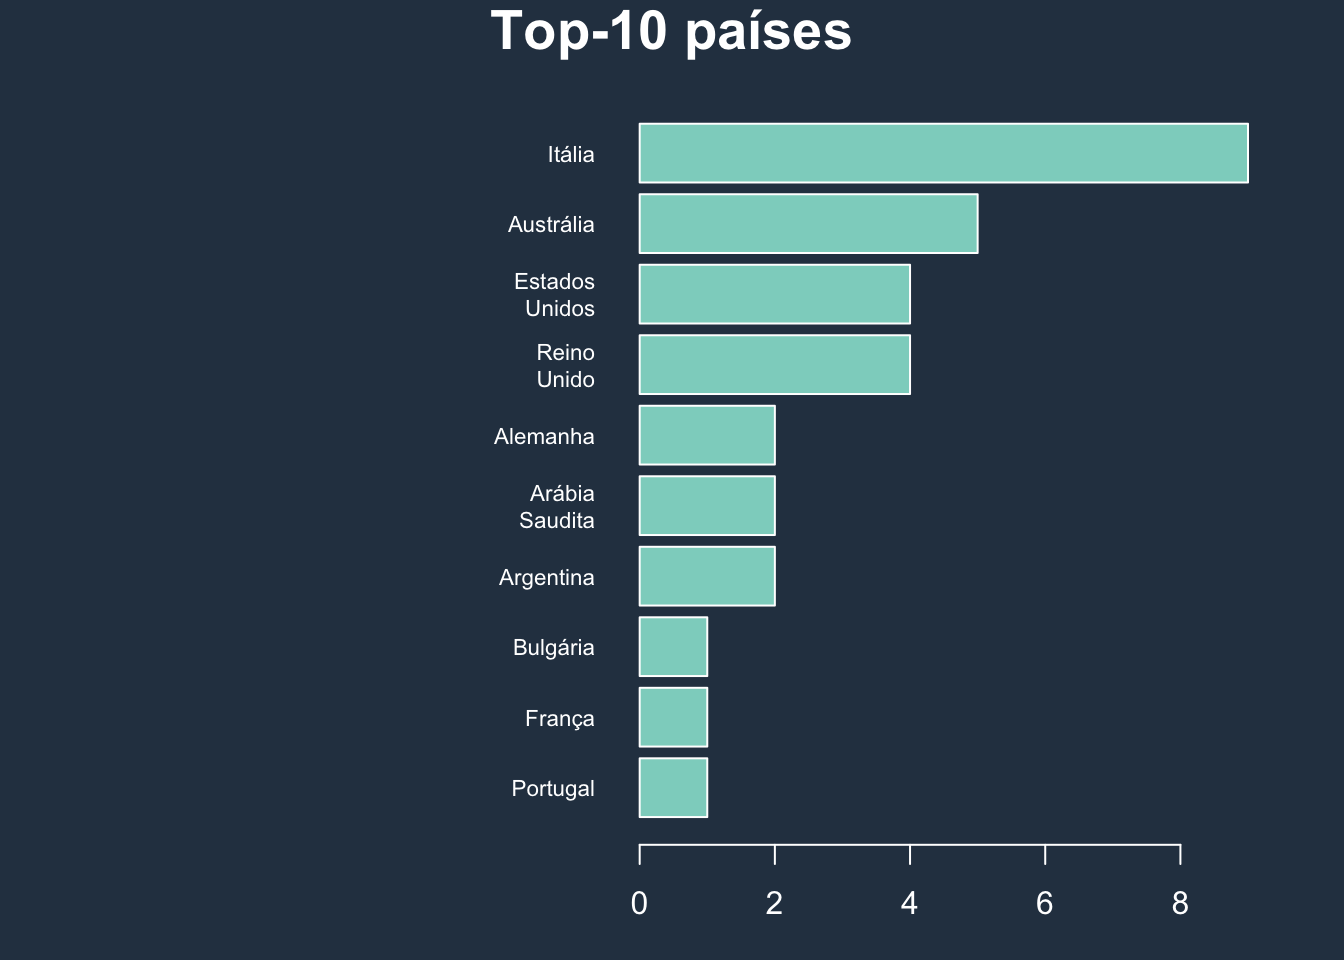 Top-10 países
Itália
Austrália
Estados
Unidos
Reino
Unido
Alemanha
Arábia
Saudita
Argentina
Bulgária
França
Portugal
0 2 4 6 8